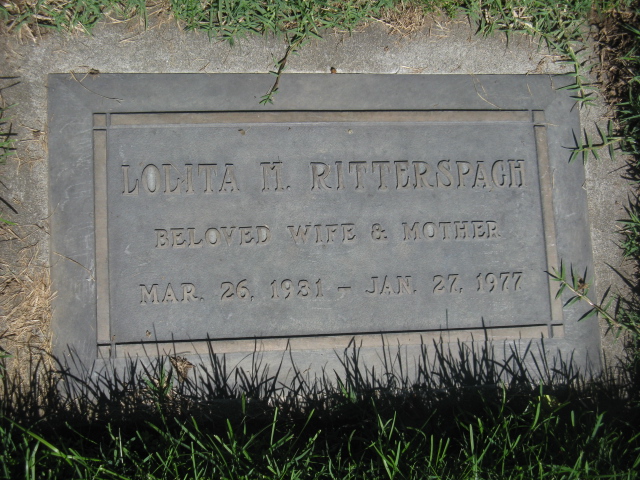 LOLITA M. RITTERSPACH
BELOVED WIFE & MOTHER
MAR. 26, 1931 – JAN. 27, 1977